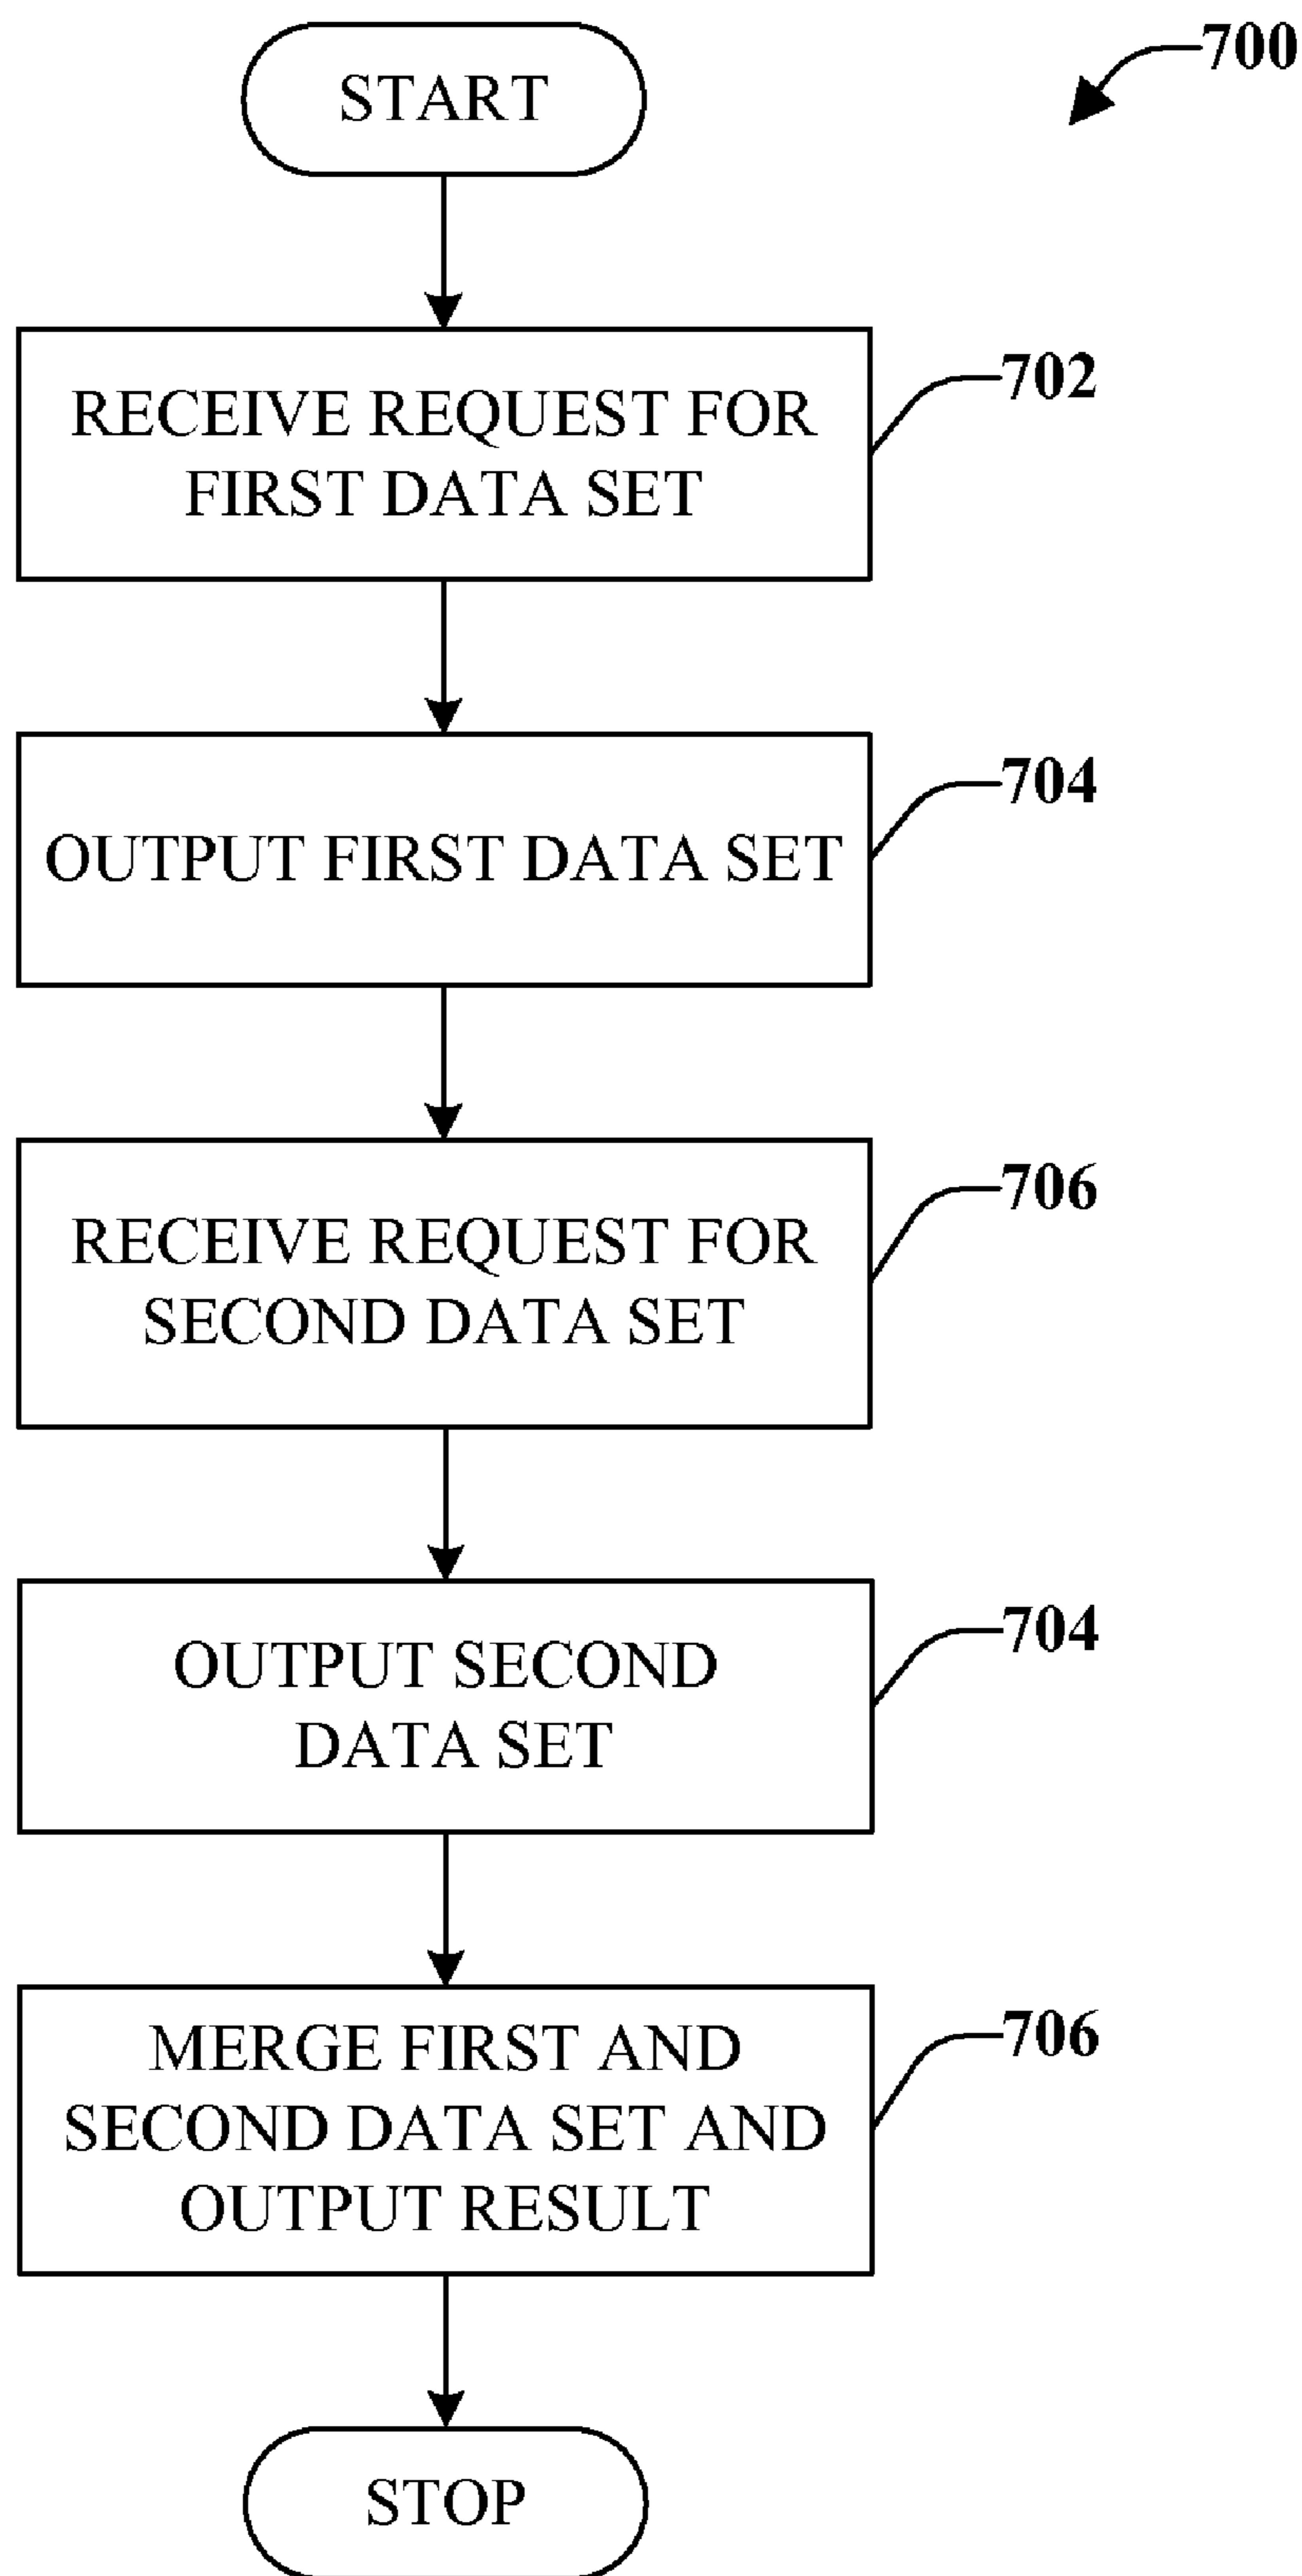 START
700
RECEIVE REQUEST FOR
FIRST DATA SET
702
OUTPUT FIRST DATA SET
704
RECEIVE REQUEST FOR
SECOND DATA SET
706
OUTPUT SECOND
DATA SET
704
MERGE FIRST AND
SECOND DATA SET AND
OUTPUT RESULT
706
STOP